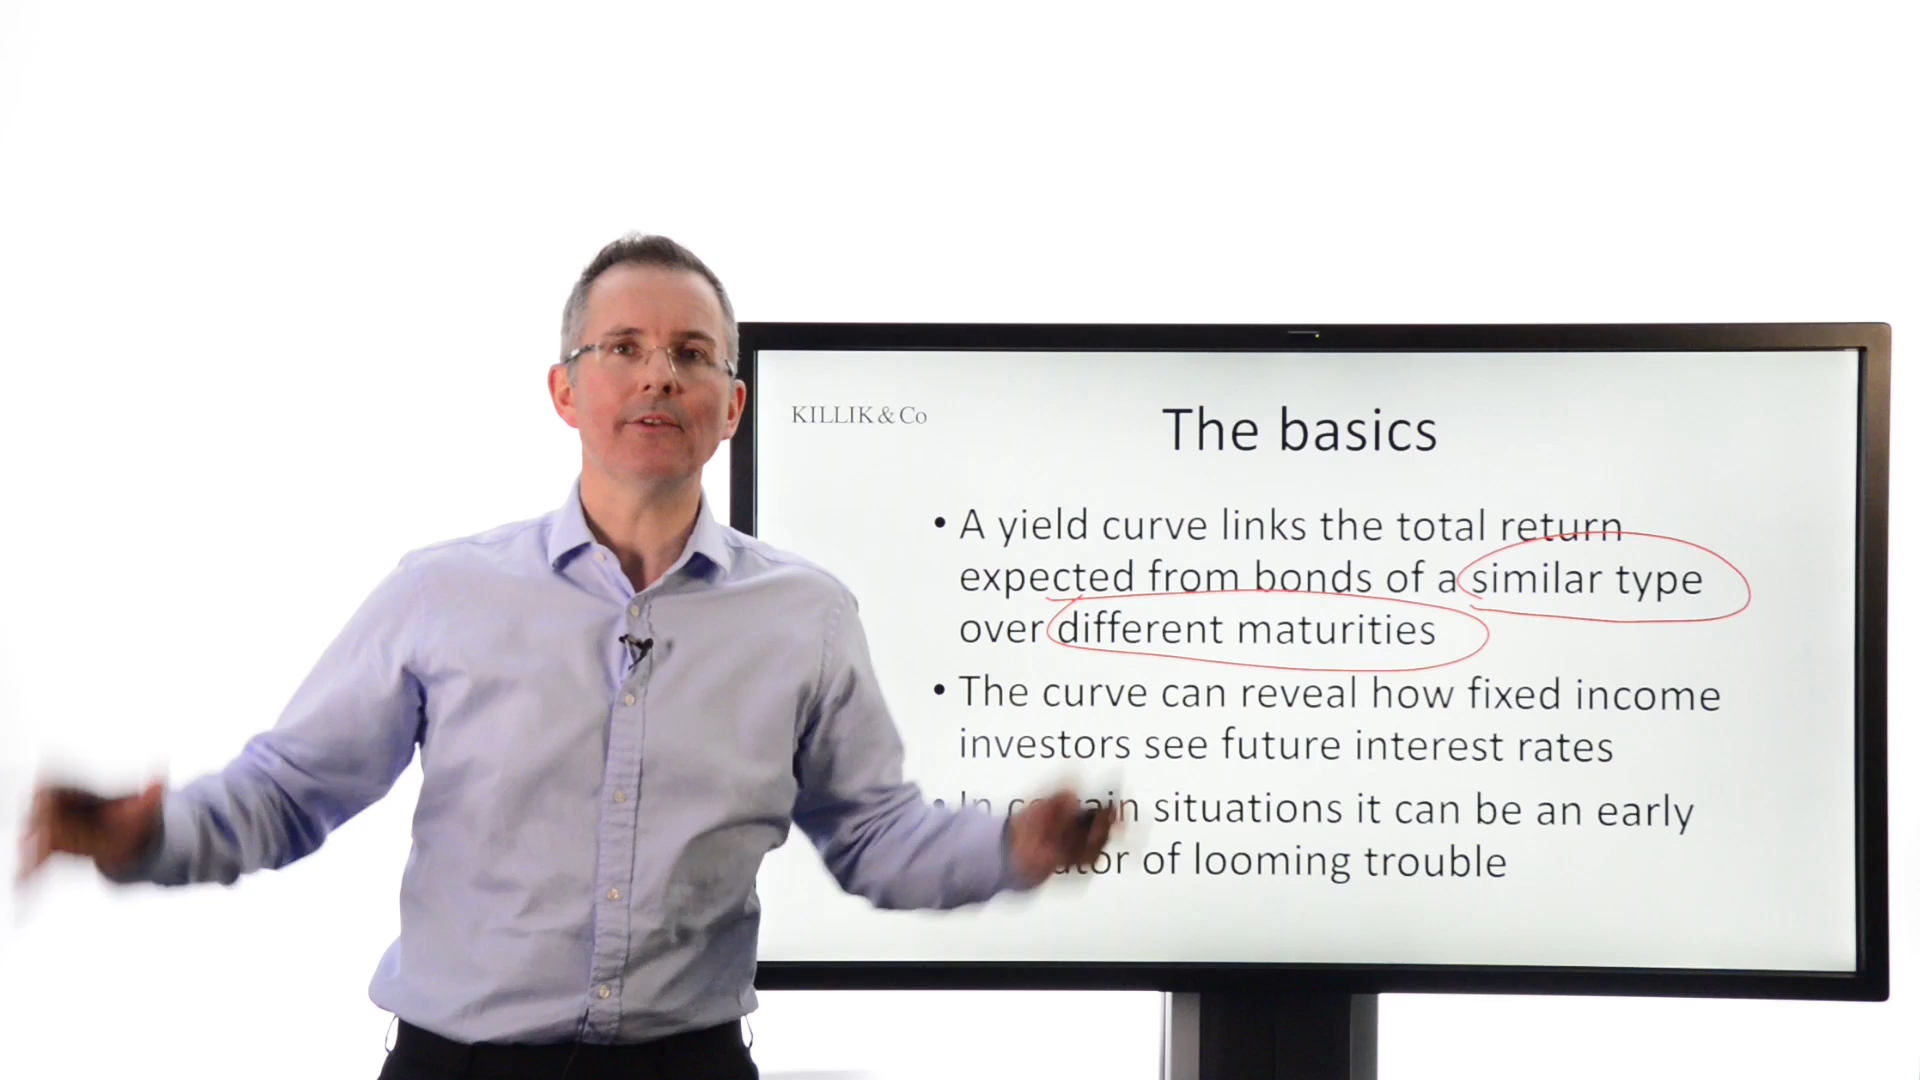 KILLIK & Co
The basics
• A yield curve links the total return
expected from bonds of a similar type
over different maturities
• The curve can reveal how fixed income
investors see future interest rates
• In situations it can be an early
of looming trouble